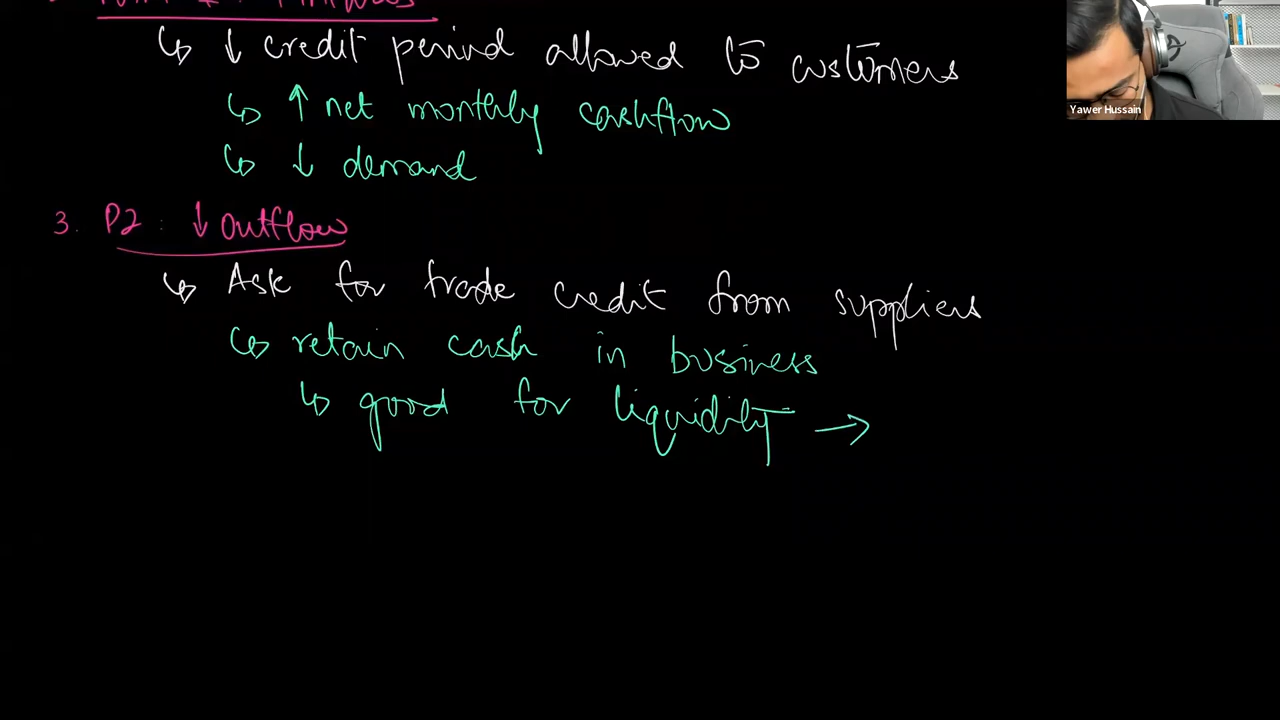 ↳ ↓ credit period allowed to customers
↳ ↑ net monthly cashflow
↳ ↓ demand
3. P2 : ↓ Outflow
↳ Ask for trade credit from suppliers
↳ retain cash in business
↳ good for liquidity →
Yawer Hussain